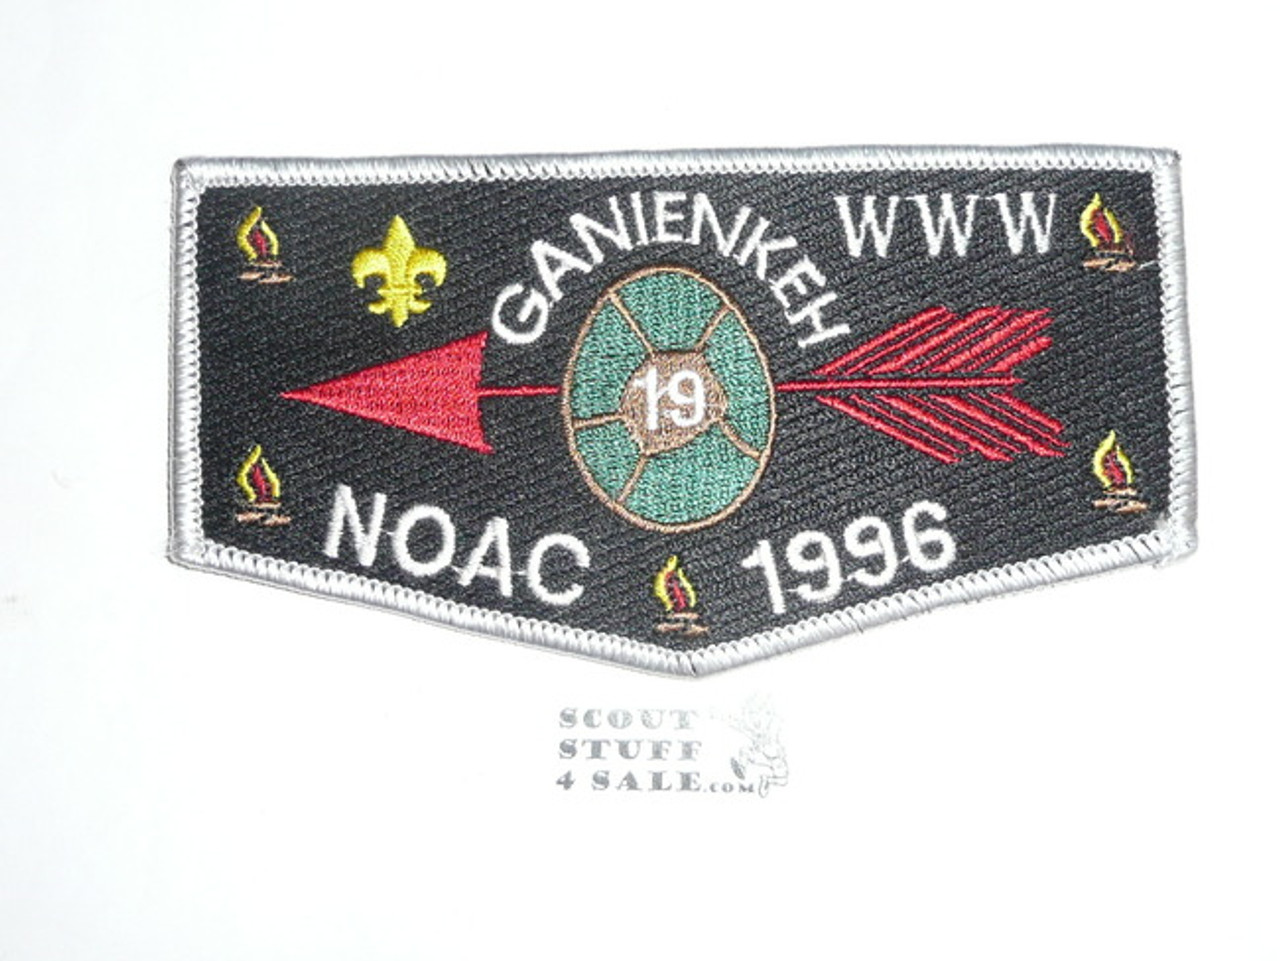 GANIENKEH
WWW
19
NOAC 1996
SCOUT
STUFF
4 SALE.COM